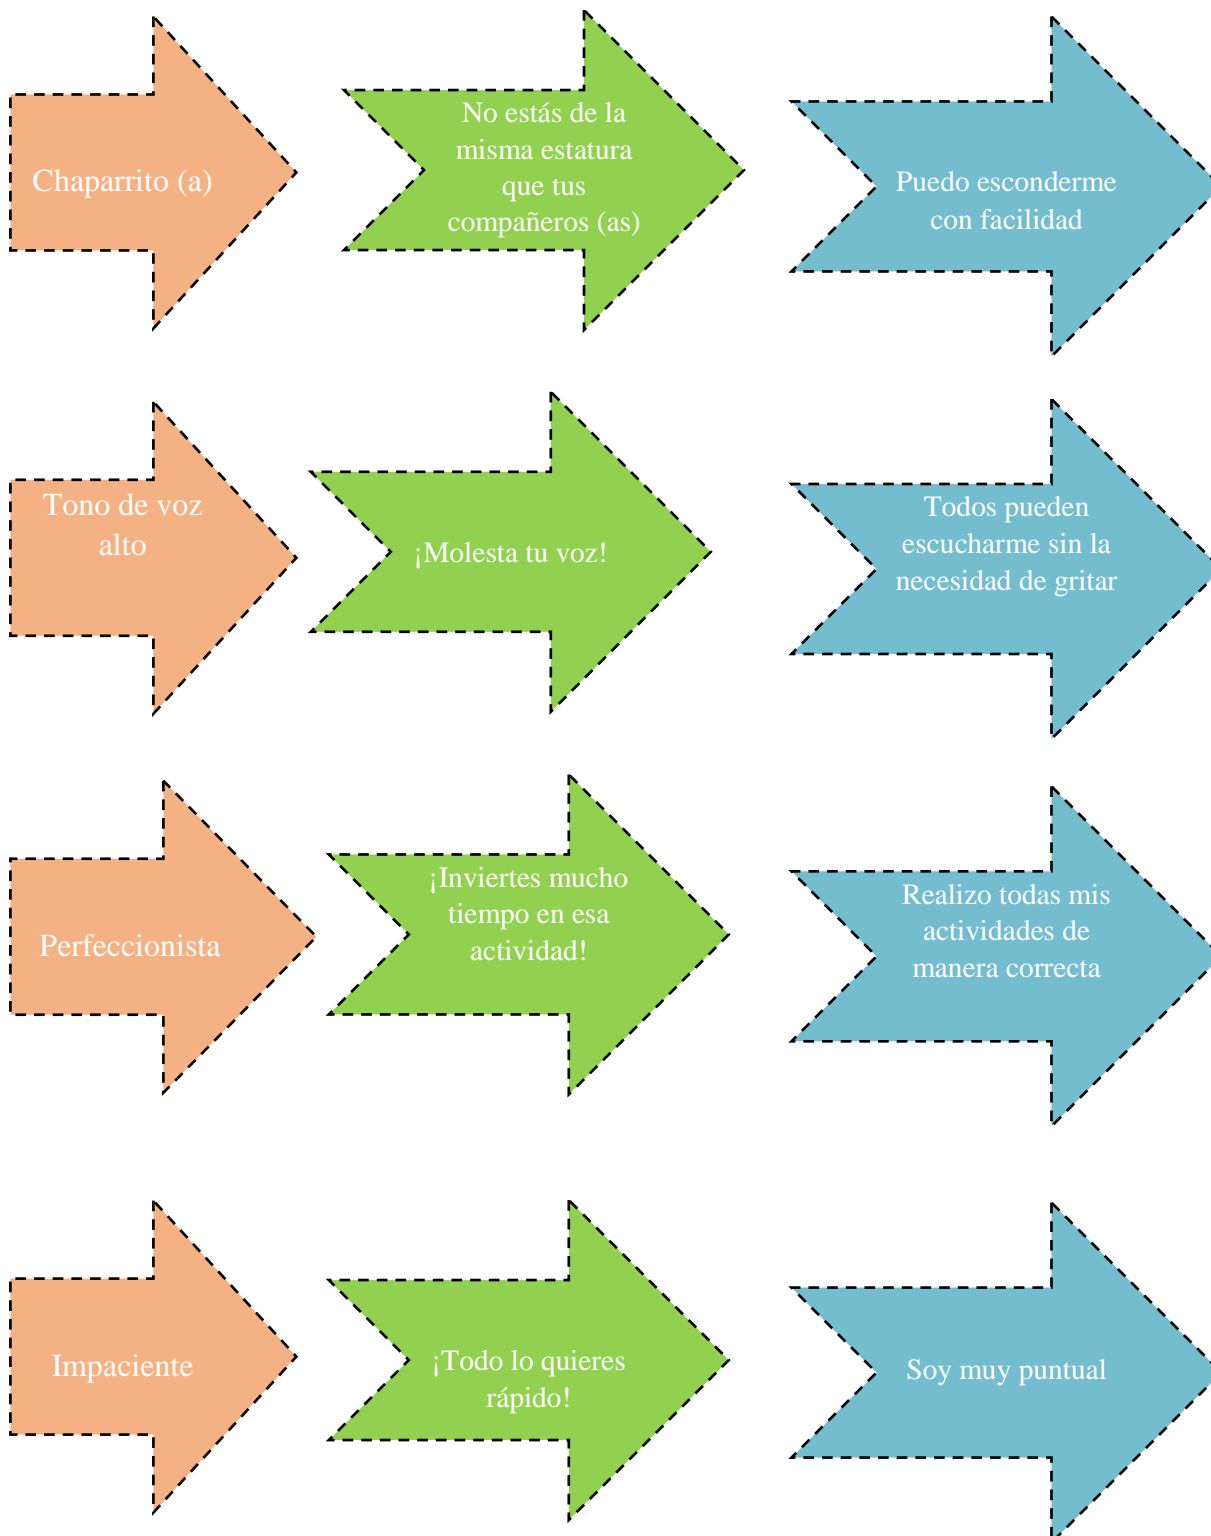 Chaparrito (a)
No estás de la
misma estatura
que tus
compañeros (as)
Puedo esconderme
con facilidad
Tono de voz
alto
¡Molesta tu voz!
Todos pueden
escucharme sin la
necesidad de gritar
Perfeccionista
¡Inviertes mucho
tiempo en esa
actividad!
Realizo todas mis
actividades de
manera correcta
Impaciente
¡Todo lo quieres
rápido!
Soy muy puntual